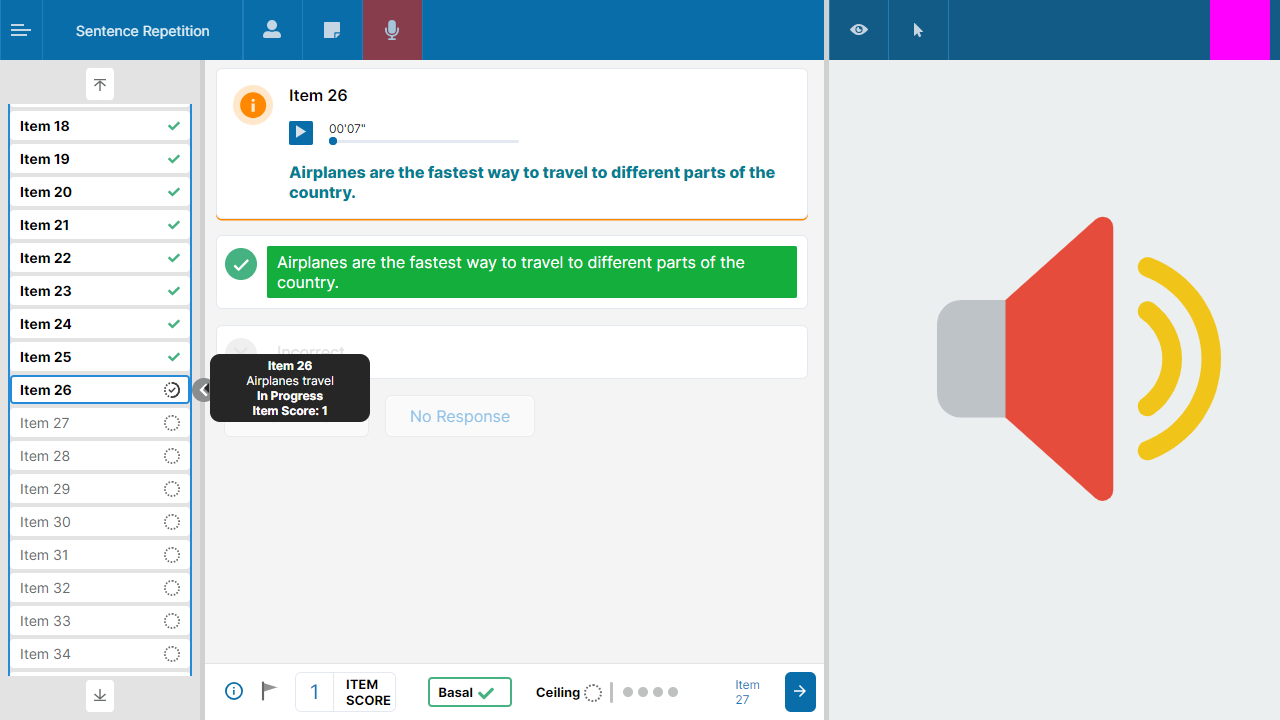 Sentence Repetition
Item 18
Item 19
Item 20
Item 21
Item 22
Item 23
Item 24
Item 25
Item 26
Item 27
Item 28
Item 29
Item 30
Item 31
Item 32
Item 33
Item 34
Item 26
00'07"
Airplanes are the fastest way to travel to different parts of the
country.
Airplanes are the fastest way to travel to different parts of the
country.
Incorrect
Item 26
Airplanes travel
In Progress
Item Score: 1
No Response
1
ITEM
SCORE
Basal
Ceiling
Item
27